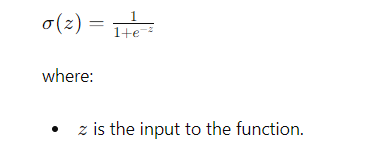 σ(z) = 1/(1+e^{-z})
where:
• z is the input to the function.